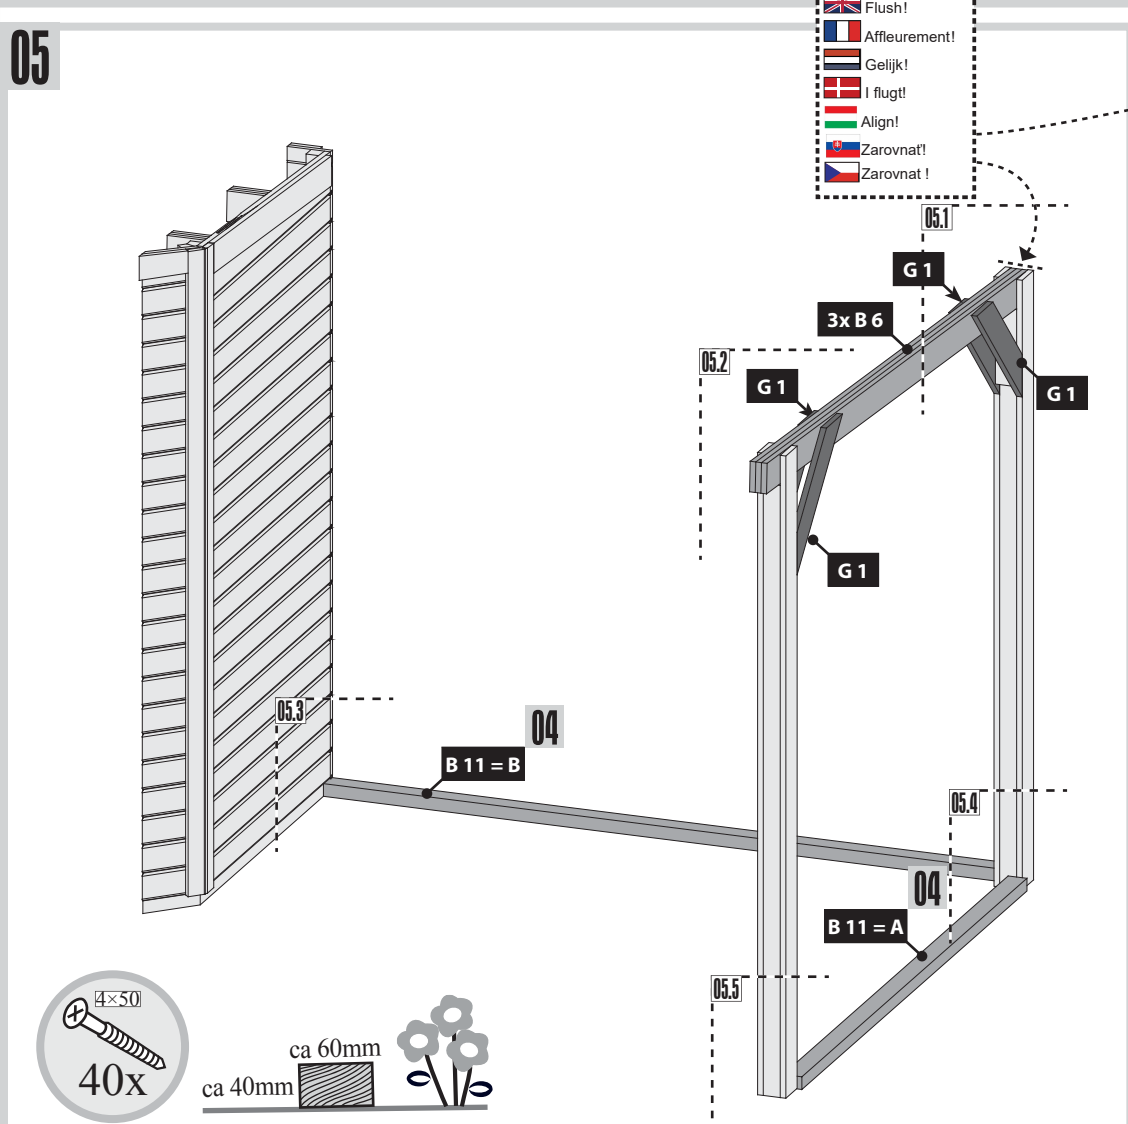 05
Flush!
Affleurement!
Gelijk!
I flugt!
Align!
Zarovnať!
Zarovnat !
05.1
G 1
3x B 6
05.2
G 1
G 1
G 1
05.3
04
B 11 = B
05.4
04
B 11 = A
05.5
4×50
40x
ca 60mm
ca 40mm